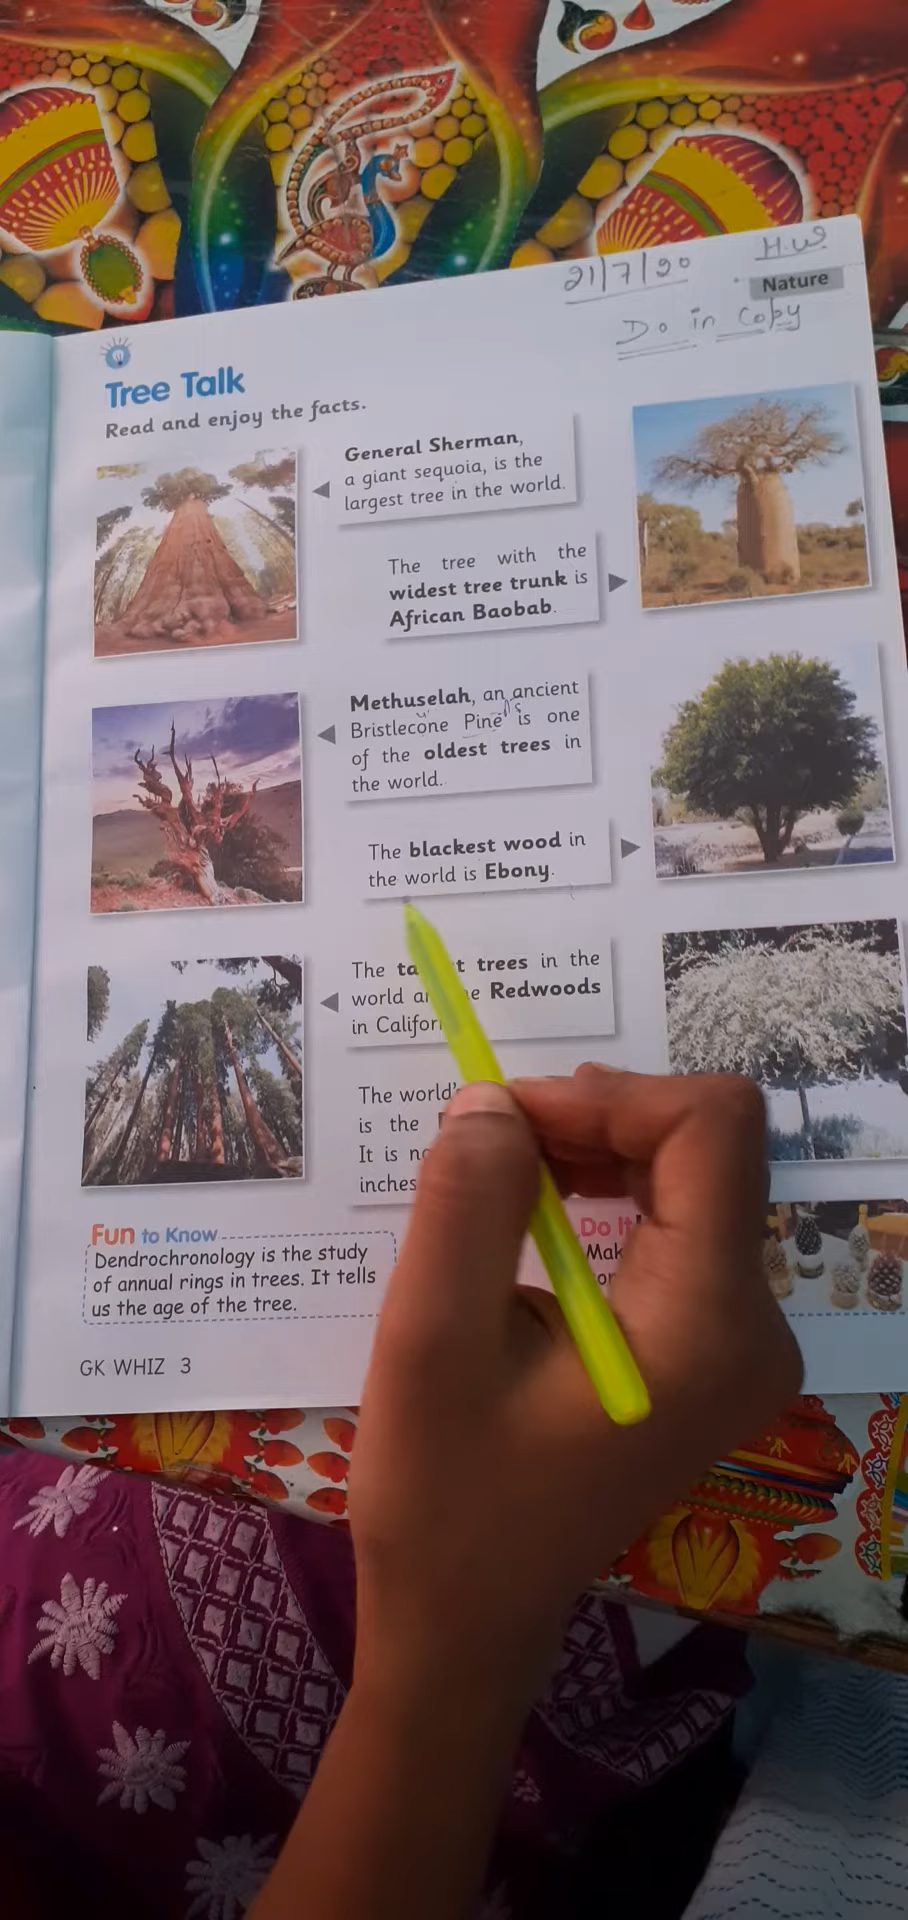 21/7/20
H.W.
Nature
Do in Copy
Tree Talk
Read and enjoy the facts.
General Sherman,
a giant sequoia, is the
largest tree in the world.
The tree with the
widest tree trunk is
African Baobab.
Methuselah, an ancient
Bristlecone Pine is one
of the oldest trees in
the world.
The blackest wood in
the world is Ebony.
The trees in the
world Redwoods
in
The world's
is the
It is
inches
Fun to Know
Dendrochronology is the study
of annual rings in trees. It tells
us the age of the tree.
Do It!
GK WHIZ 3